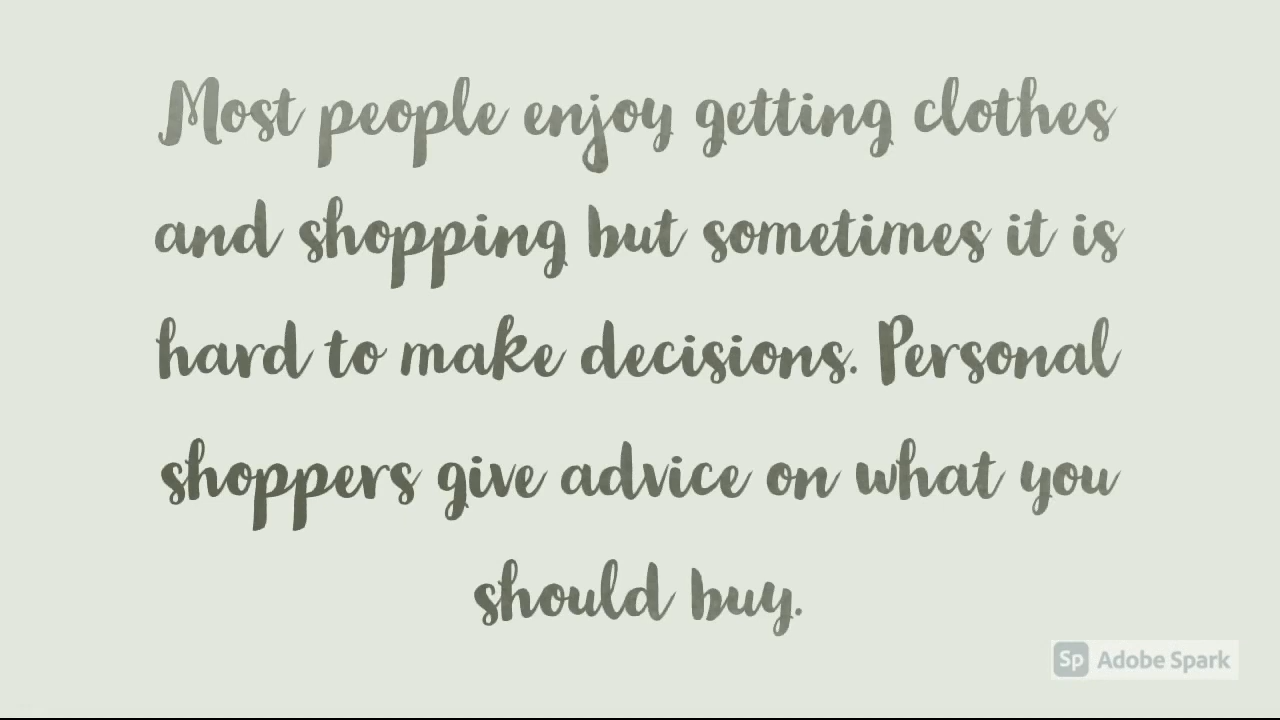 Most people enjoy getting clothes
and shopping but sometimes it is
hard to make decisions. Personal
shoppers give advice on what you
should buy.
Sp Adobe Spark